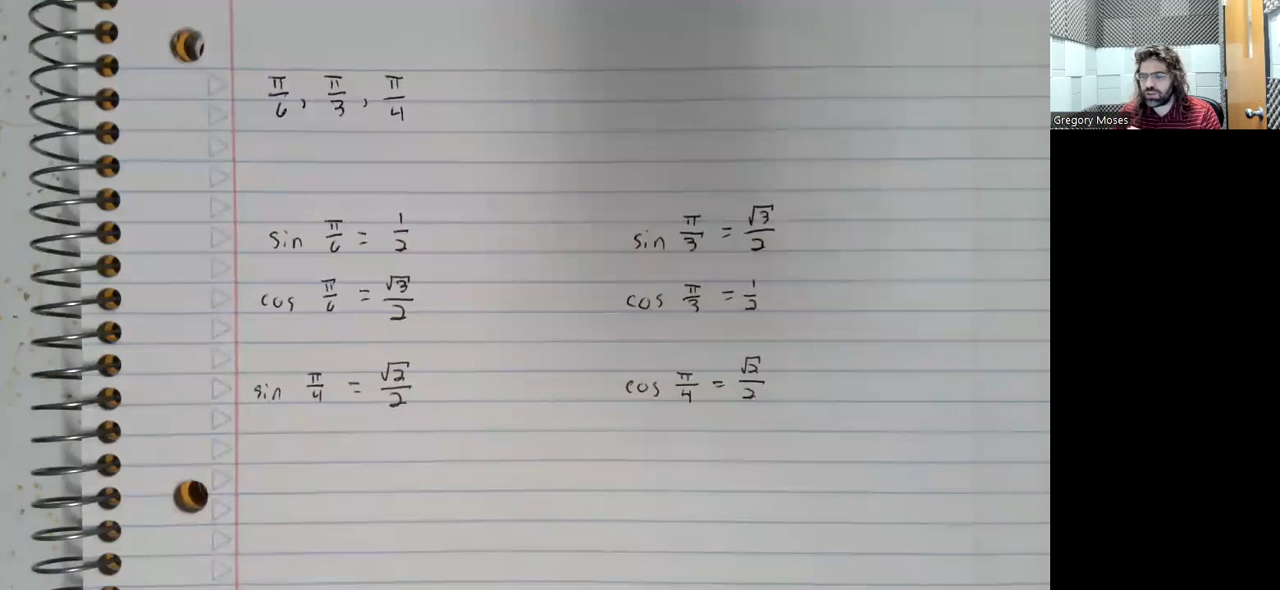 π/6, π/3, π/4
Gregory Moses
sin π/6 = 1/2
sin π/3 = √3/2
cos π/6 = √3/2
cos π/3 = 1/2
sin π/4 = √2/2
cos π/4 = √2/2